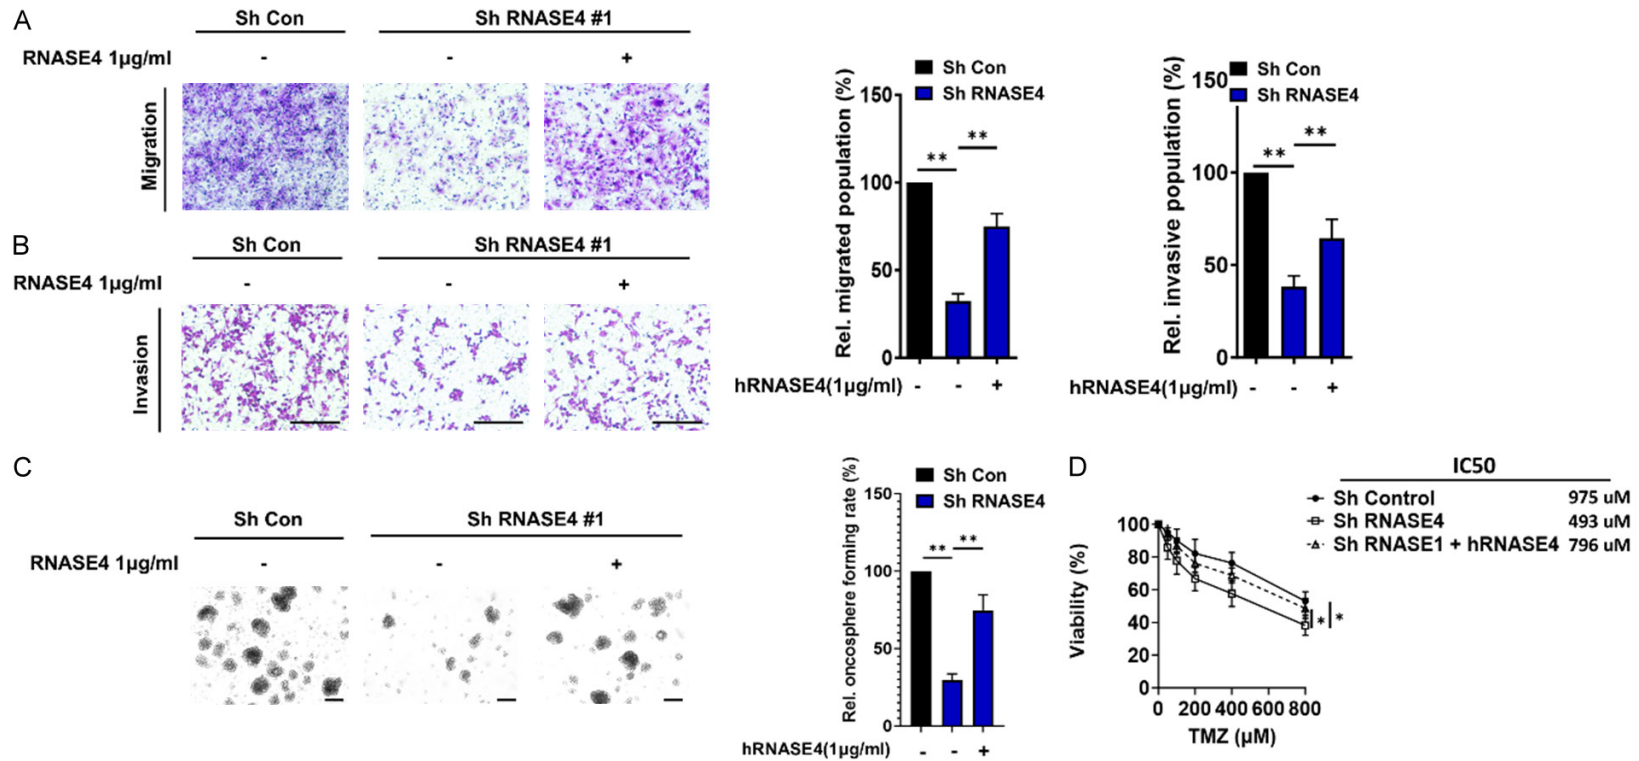 A
Sh Con Sh RNASE4 #1
RNASE4 1µg/ml - - +
Migration
B
Sh Con Sh RNASE4 #1
RNASE4 1µg/ml - - +
Invasion
Sh Con
Sh RNASE4
Rel. migrated population (%)
150
100
50
0
** **
hRNASE4(1µg/ml) - - +
Sh Con
Sh RNASE4
Rel. invasive population (%)
150
100
50
0
** **
hRNASE4(1µg/ml) - - +
C
Sh Con Sh RNASE4 #1
RNASE4 1µg/ml - - +
Sh Con
Sh RNASE4
Rel. oncosphere forming rate (%)
150
100
50
0
** **
hRNASE4(1µg/ml) - - +
D
IC50
Sh Control 975 uM
Sh RNASE4 493 uM
Sh RNASE1 + hRNASE4 796 uM
Viability (%)
100
80
60
40
20
0
* *
0 200 400 600 800
TMZ (µM)